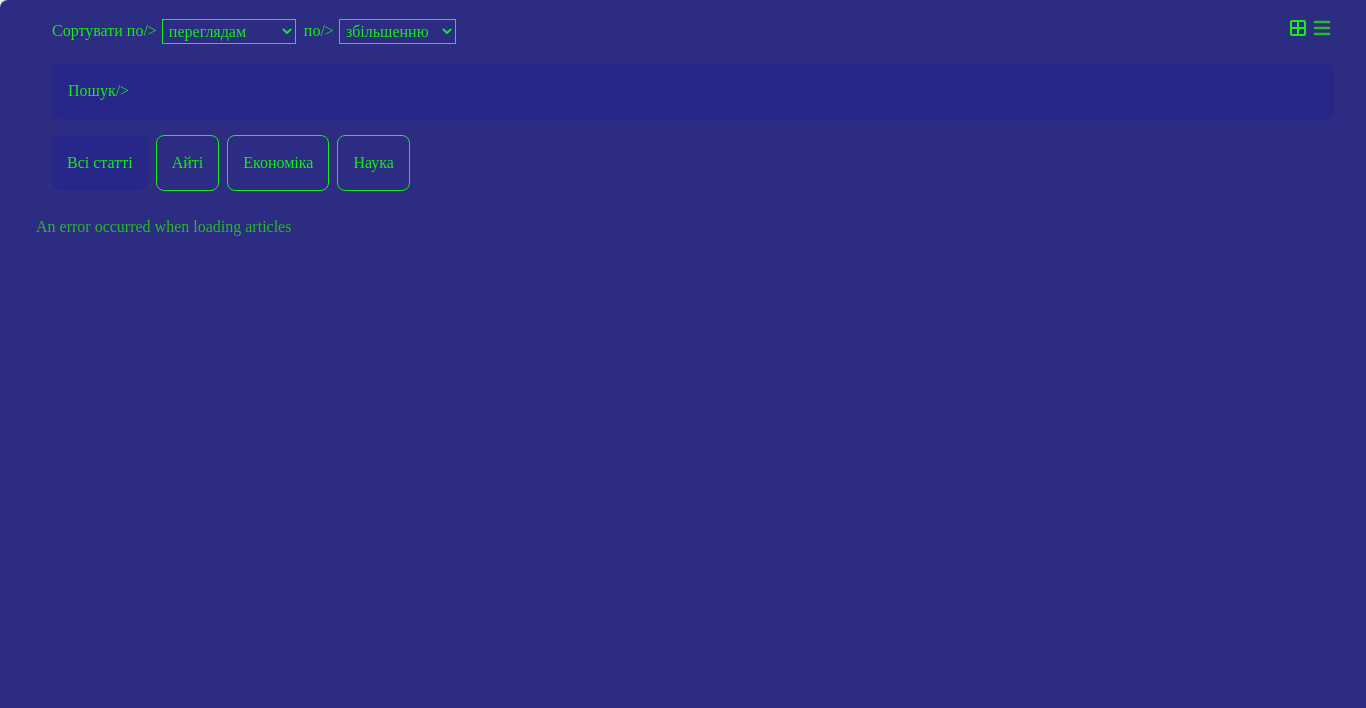 Сортувати по/> переглядам по/> збільшенню
Пошук/>
Всі статті Айті Економіка Наука
An error occurred when loading articles